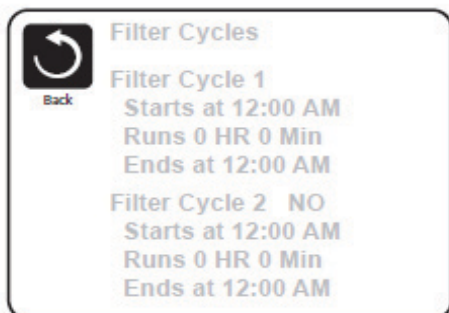 Filter Cycles
Back
Filter Cycle 1
Starts at 12:00 AM
Runs 0 HR 0 Min
Ends at 12:00 AM
Filter Cycle 2 NO
Starts at 12:00 AM
Runs 0 HR 0 Min
Ends at 12:00 AM